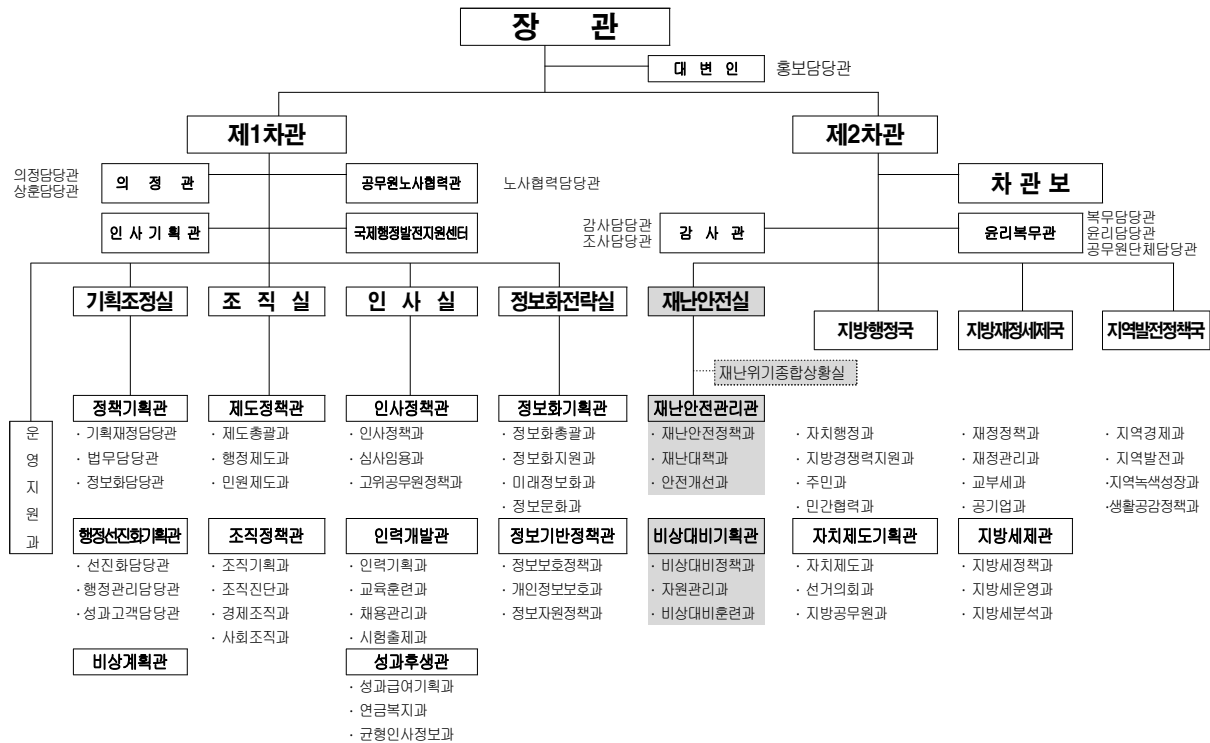 장 관
대 변 인
홍보담당관
제1차관
제2차관
의정담당관
상훈담당관
의 정 관
공무원노사협력관
노사협력담당관
차 관 보
인 사 기 획 관
국제행정발전지원센터
감사담담관
조사담당관
감 사 관
윤리복무관
복무담당관
윤리담당관
공무원단체담당관
기획조정실
조 직 실
인 사 실
정보화전략실
재난안전실
지방행정국
지방재정세제국
지역발전정책국
재난위기종합상황실
운영지원과
정책기획관
· 기획재정담당관
· 법무담당관
· 정보화담당관
행정선진화기획관
· 선진화담당관
·행정관리담당당관
·성과고객담당관
비상계획관
제도정책관
· 제도총괄과
· 행정제도과
· 민원제도과
조직정책관
· 조직기획과
· 조직진단과
· 경제조직과
· 사회조직과
인사정책관
· 인사정책과
· 심사임용과
· 고위공무원정책과
인력개발관
· 인력기획과
· 교육훈련과
· 채용관리과
· 시험출제과
성과후생관
· 성과급여기획과
· 연금복지과
· 균형인사정보과
정보화기획관
· 정보화총괄과
· 정보화지원과
· 미래정보화과
· 정보문화과
정보기반정책관
· 정보보호정책과
· 개인정보보호과
· 정보자원정책과
재난안전관리관
· 재난안전정책과
· 재난대책과
· 안전개선과
비상대비기획관
· 비상대비정책과
· 자원관리과
· 비상대비훈련과
· 자치행정과
· 지방경쟁력지원과
· 주민과
· 민간협력과
자치제도기획관
· 자치제도과
· 선거의회과
· 지방공무원과
· 재정정책과
· 재정관리과
· 교부세과
· 공기업과
지방세제관
· 지방세정책과
· 지방세운영과
· 지방세분석과
· 지역경제과
· 지역발전과
·지역녹색성장과
·생활공감정책과